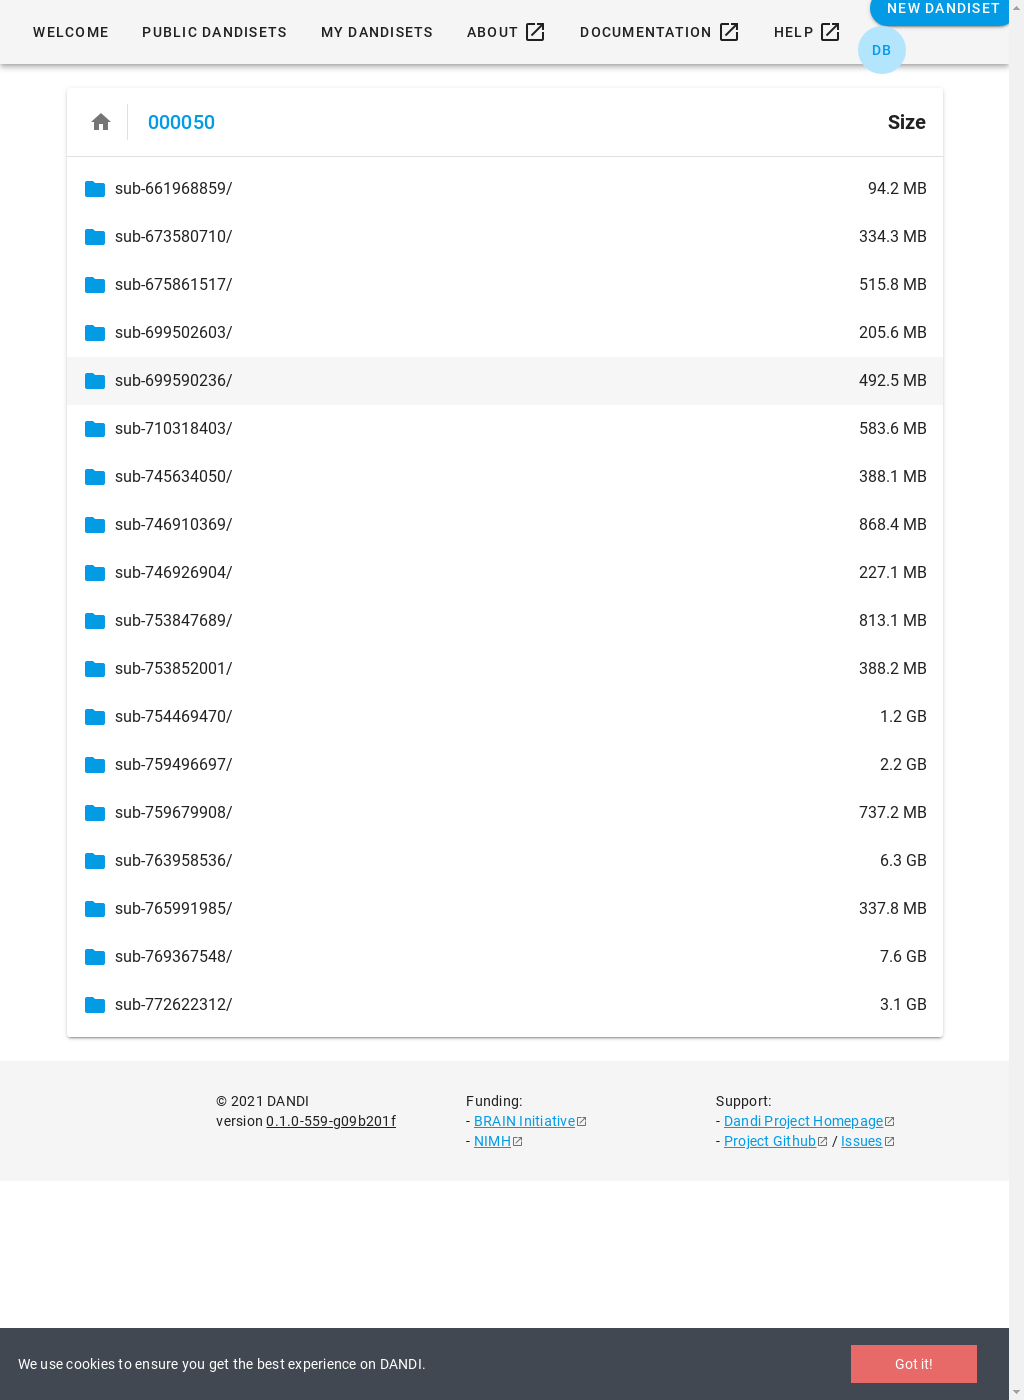 WELCOME PUBLIC DANDISETS MY DANDISETS ABOUT DOCUMENTATION HELP NEW DANDISET
DB
000050 Size
sub-661968859/ 94.2 MB
sub-673580710/ 334.3 MB
sub-675861517/ 515.8 MB
sub-699502603/ 205.6 MB
sub-699590236/ 492.5 MB
sub-710318403/ 583.6 MB
sub-745634050/ 388.1 MB
sub-746910369/ 868.4 MB
sub-746926904/ 227.1 MB
sub-753847689/ 813.1 MB
sub-753852001/ 388.2 MB
sub-754469470/ 1.2 GB
sub-759496697/ 2.2 GB
sub-759679908/ 737.2 MB
sub-763958536/ 6.3 GB
sub-765991985/ 337.8 MB
sub-769367548/ 7.6 GB
sub-772622312/ 3.1 GB
© 2021 DANDI
version 0.1.0-559-g09b201f
Funding:
- BRAIN Initiative
- NIMH
Support:
- Dandi Project Homepage
- Project Github / Issues
We use cookies to ensure you get the best experience on DANDI. Got it!